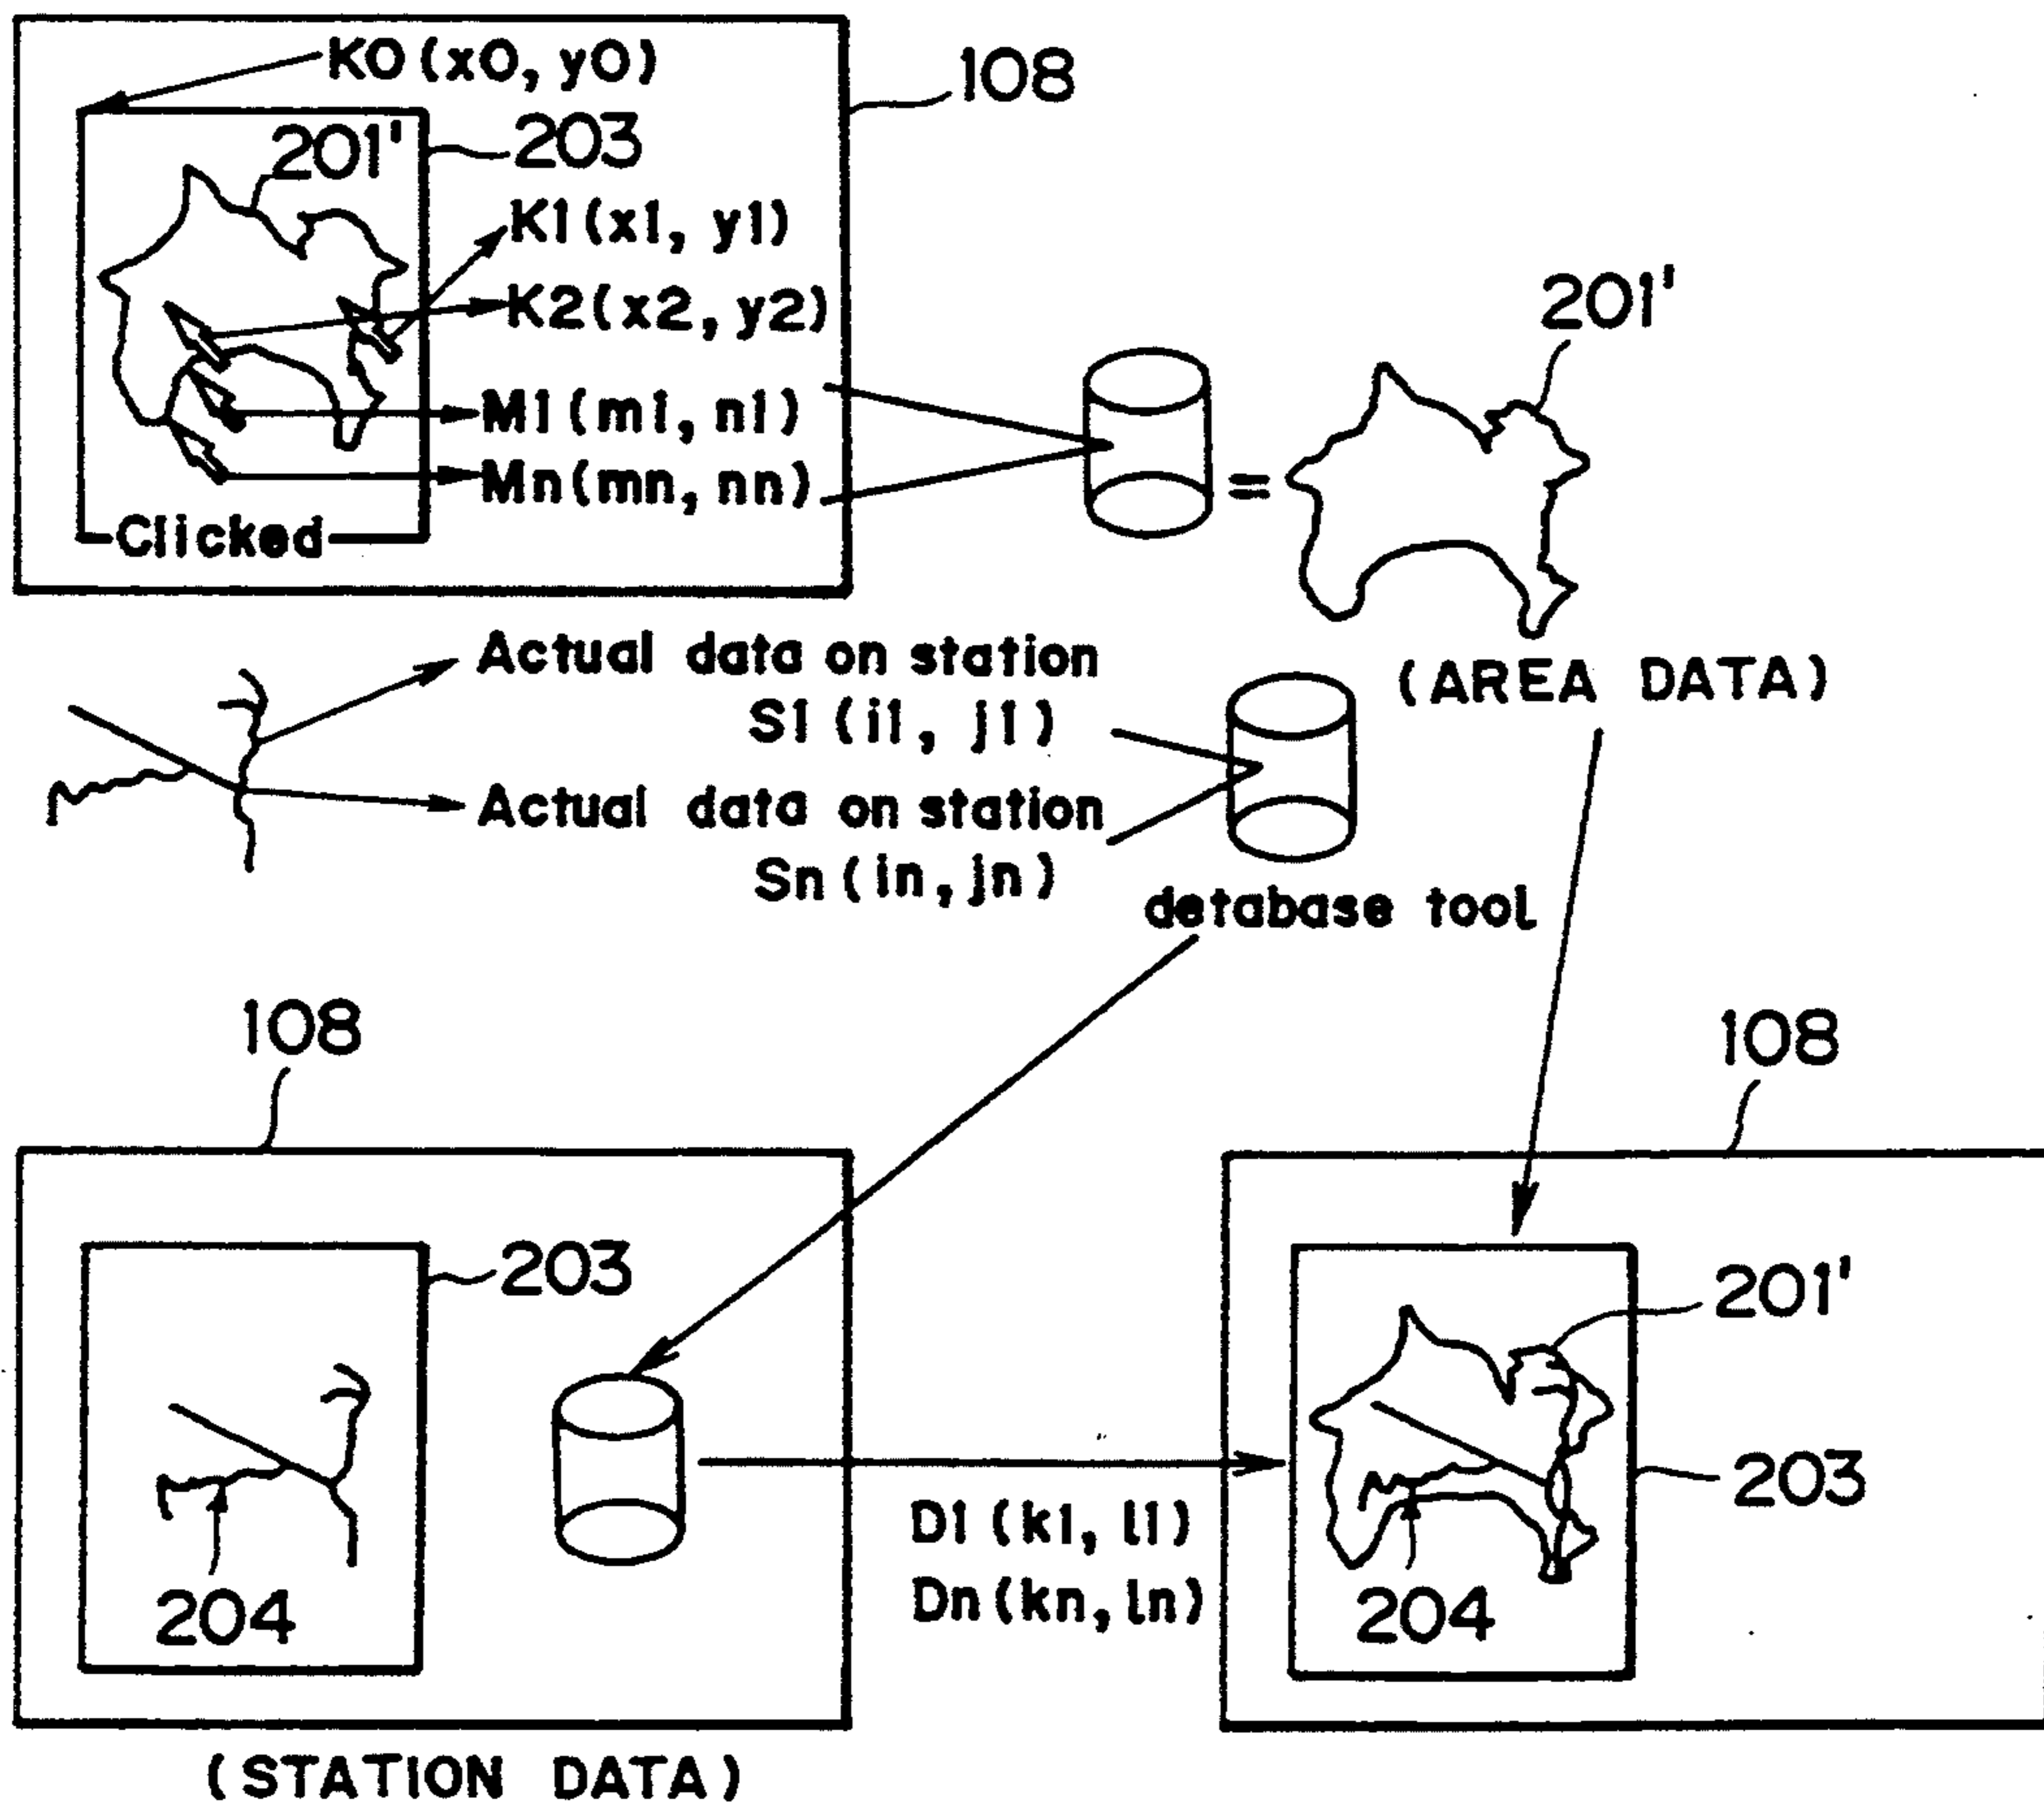 K0(x0, y0)
108
201'
203
K1(x1, y1)
K2(x2, y2)
201'
M1(m1, n1)
Mn(mn, nn)
=
Clicked
Actual data on station
S1(i1, j1)
(AREA DATA)
Actual data on station
Sn(in, jn)
detabase tool
108
108
203
201'
203
D1(k1, l1)
Dn(kn, ln)
204
204
(STATION DATA)